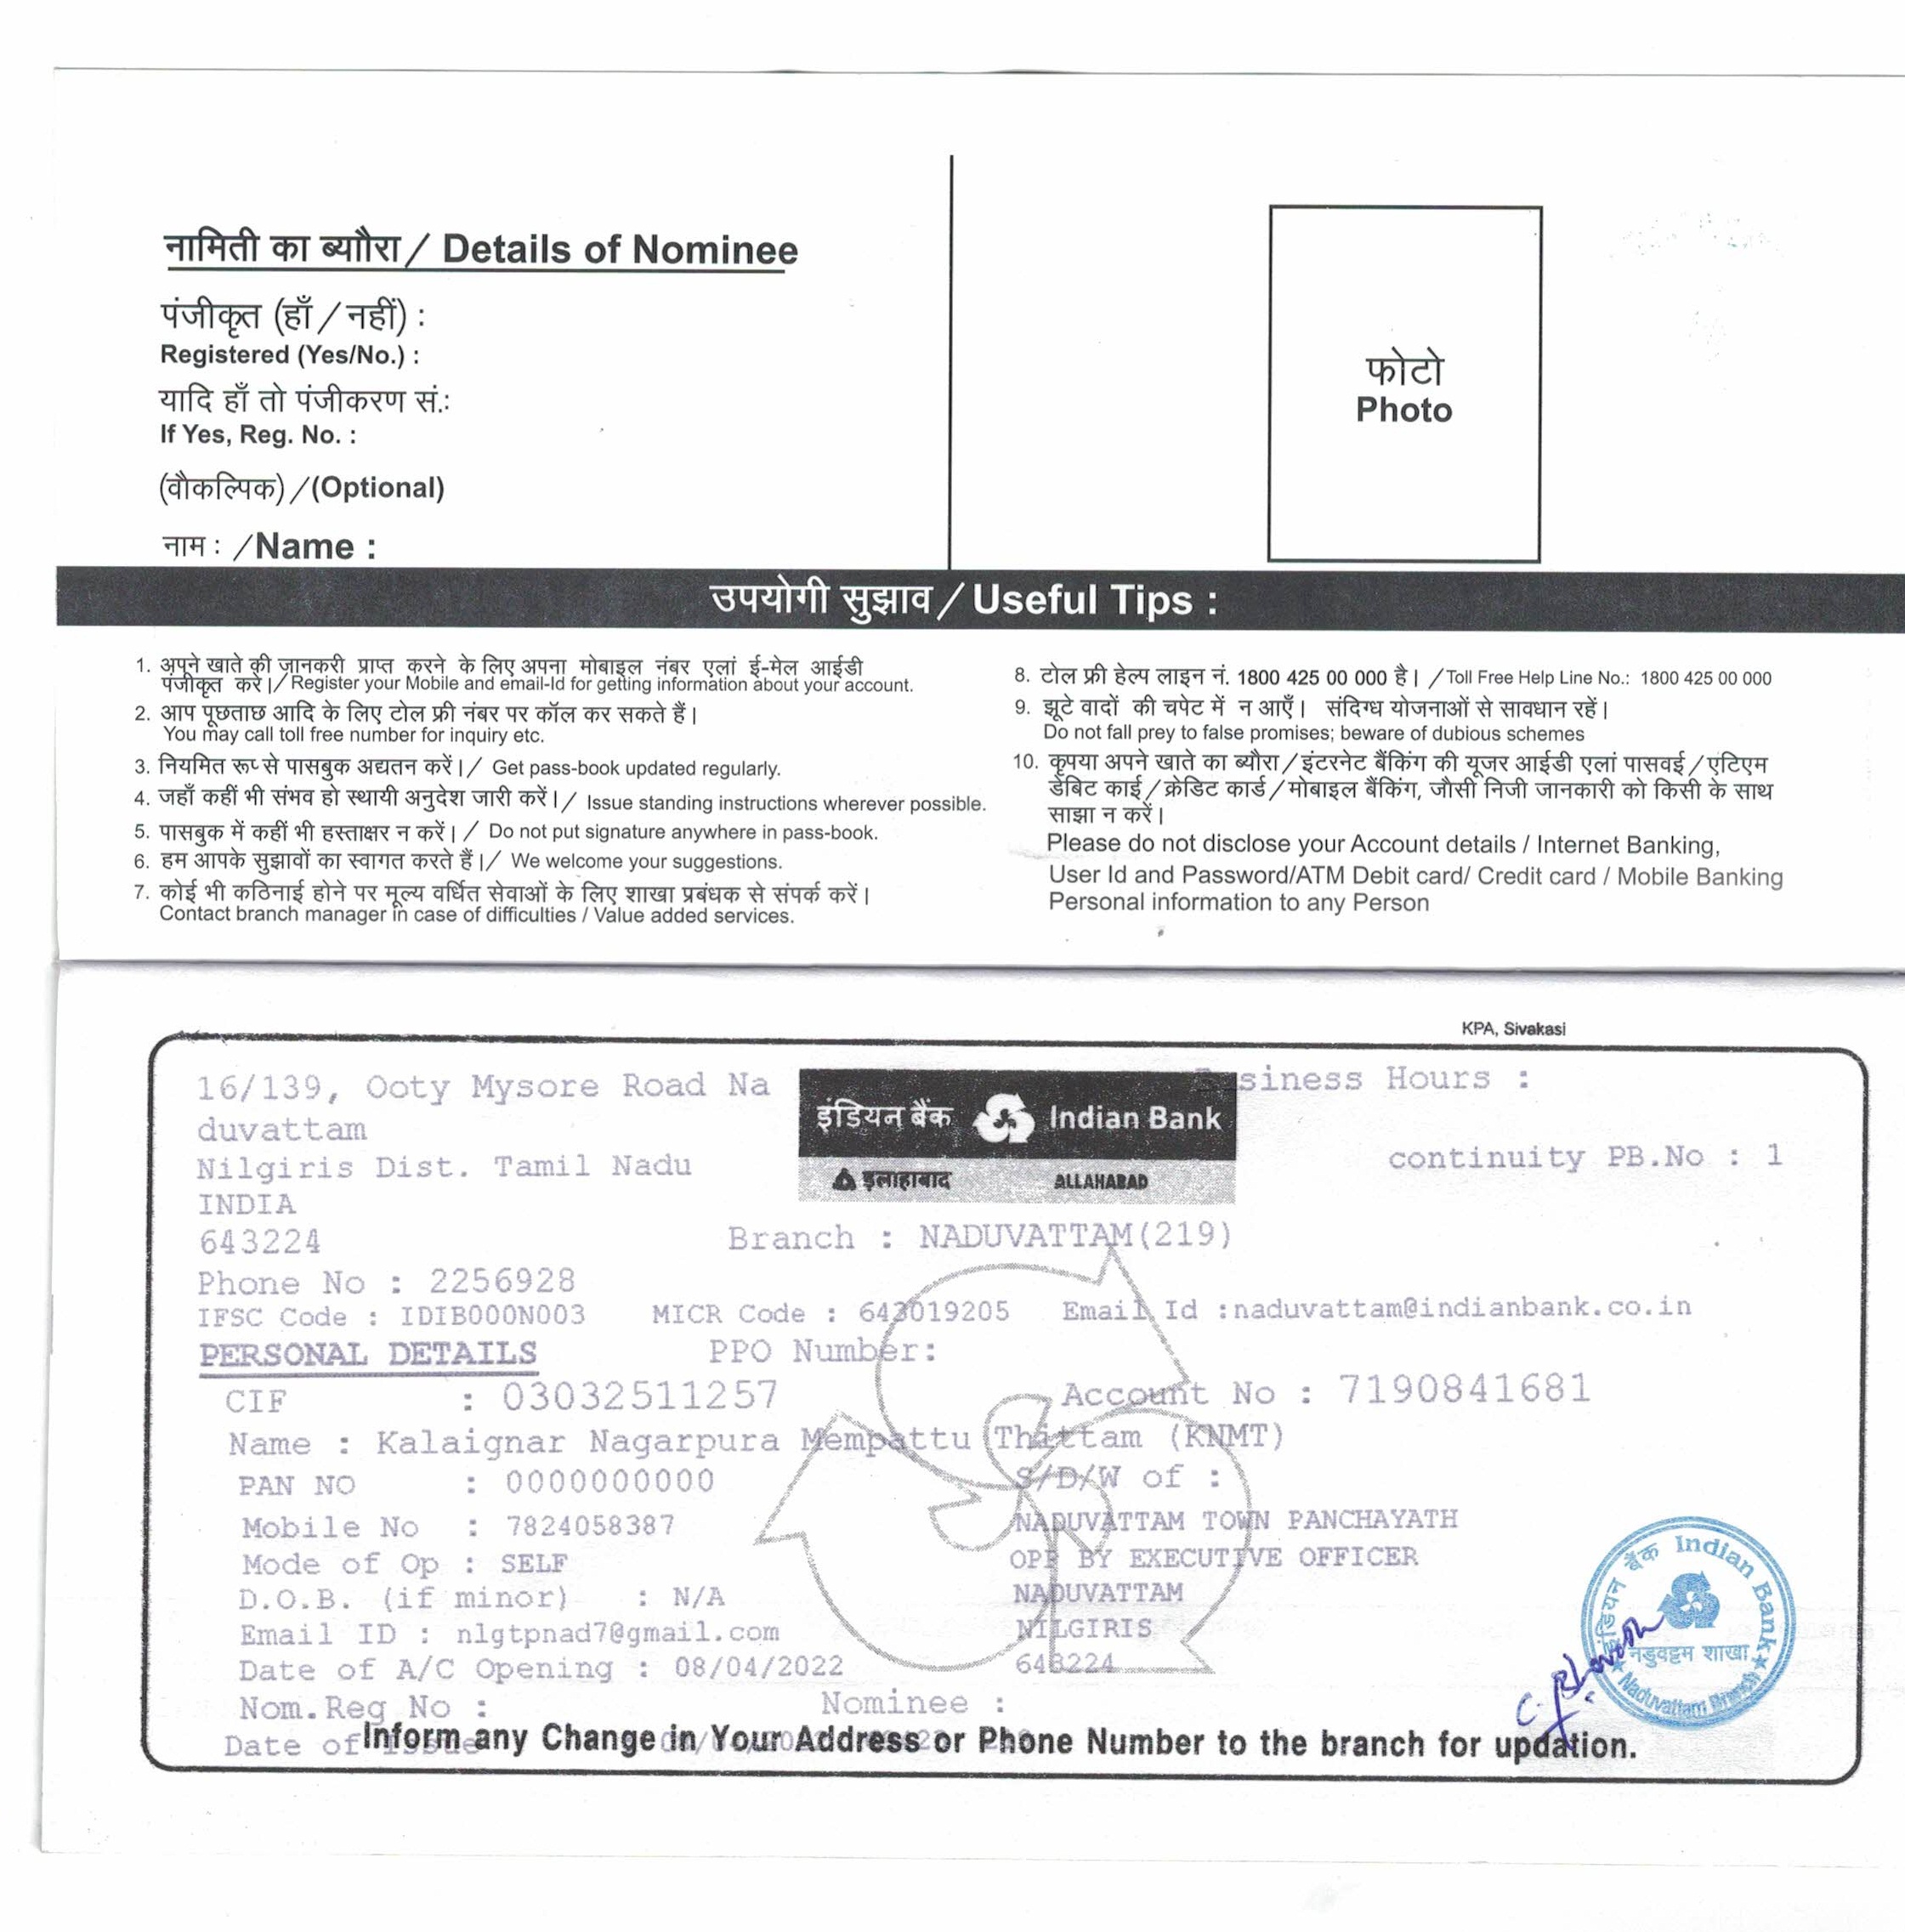 नामिती का ब्यौरा / Details of Nominee
पंजीकृत (हाँ / नहीं) :
Registered (Yes/No.) :
यादि हाँ तो पंजीकरण सं.:
If Yes, Reg. No. :
(वौकल्पिक) / (Optional)
नाम : / Name :
फोटो
Photo
उपयोगी सुझाव / Useful Tips :
1. अपने खाते की जानकरी प्राप्त करने के लिए अपना मोबाइल नंबर एलां ई-मेल आईडी
पंजीकृत करें।/ Register your Mobile and email-Id for getting information about your account.
2. आप पूछताछ आदि के लिए टोल फ्री नंबर पर कॉल कर सकते हैं।
You may call toll free number for inquiry etc.
3. नियमित रूप से पासबुक अद्यतन करें।/ Get pass-book updated regularly.
4. जहाँ कहीं भी संभव हो स्थायी अनुदेश जारी करें।/ Issue standing instructions wherever possible.
5. पासबुक में कहीं भी हस्ताक्षर न करें। / Do not put signature anywhere in pass-book.
6. हम आपके सुझावों का स्वागत करते हैं।/ We welcome your suggestions.
7. कोई भी कठिनाई होने पर मूल्य वर्धित सेवाओं के लिए शाखा प्रबंधक से संपर्क करें।
Contact branch manager in case of difficulties / Value added services.
8. टोल फ्री हेल्प लाइन नं. 1800 425 00 000 है। / Toll Free Help Line No.: 1800 425 00 000
9. झूटे वादों की चपेट में न आएँ। संदिग्ध योजनाओं से सावधान रहें।
Do not fall prey to false promises; beware of dubious schemes
10. कृपया अपने खाते का ब्यौरा / इंटरनेट बैंकिंग की यूजर आईडी एलां पासवई / एटिएम
डेबिट काई / क्रेडिट कार्ड / मोबाइल बैंकिंग, जौसी निजी जानकारी को किसी के साथ
साझा न करें।
Please do not disclose your Account details / Internet Banking,
User Id and Password/ATM Debit card/ Credit card / Mobile Banking
Personal information to any Person
KPA, Sivakasi
16/139, Ooty Mysore Road Na
duvattam
Nilgiris Dist. Tamil Nadu
INDIA
643224
इंडियन बैंक Indian Bank
इलाहाबाद ALLAHABAD
Business Hours :
continuity PB.No : 1
Branch : NADUVATTAM(219)
Phone No : 2256928
IFSC Code : IDIB000N003 MICR Code : 643019205 Email Id :naduvattam@indianbank.co.in
PERSONAL DETAILS PPO Number:
CIF : 03032511257 Account No : 7190841681
Name : Kalaignar Nagarpura Mempattu Thittam (KNMT)
PAN NO : 0000000000 S/D/W of :
Mobile No : 7824058387 NADUVATTAM TOWN PANCHAYATH
Mode of Op : SELF OPR BY EXECUTIVE OFFICER
D.O.B. (if minor) : N/A NADUVATTAM
Email ID : nlgtpnad7@gmail.com NILGIRIS
Date of A/C Opening : 08/04/2022 643224
Nom.Reg No : Nominee :
Date of Issue
Inform any Change in Your Address or Phone Number to the branch for updation.
इंडियन बैंक Indian Bank
नडुवट्टम शाखा
Naduvattam Branch